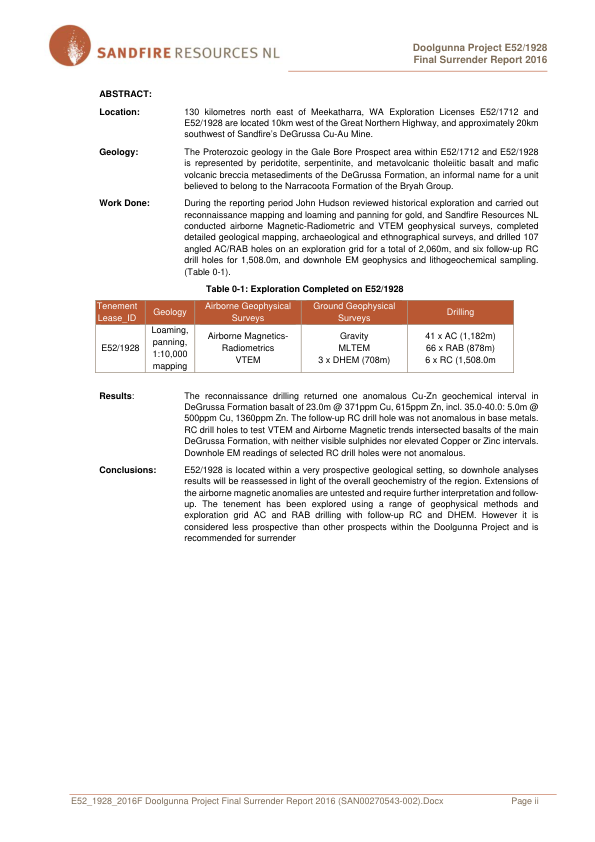 SANDFIRE RESOURCES NL
Doolgunna Project E52/1928
Final Surrender Report 2016
ABSTRACT:
Location:
130 kilometres north east of Meekatharra, WA Exploration Licenses E52/1712 and
E52/1928 are located 10km west of the Great Northern Highway, and approximately 20km
southwest of Sandfire's DeGrussa Cu-Au Mine.
Geology:
The Proterozoic geology in the Gale Bore Prospect area within E52/1712 and E52/1928
is represented by peridotite, serpentinite, and metavolcanic tholeiitic basalt and mafic
volcanic breccia metasediments of the DeGrussa Formation, an informal name for a unit
believed to belong to the Narracoota Formation of the Bryah Group.
Work Done:
During the reporting period John Hudson reviewed historical exploration and carried out
reconnaissance mapping and loaming and panning for gold, and Sandfire Resources NL
conducted airborne Magnetic-Radiometric and VTEM geophysical surveys, completed
detailed geological mapping, archaeological and ethnographical surveys, and drilled 107
angled AC/RAB holes on an exploration grid for a total of 2,060m, and six follow-up RC
drill holes for 1,508.0m, and downhole EM geophysics and lithogeochemical sampling.
(Table 0-1).
Table 0-1: Exploration Completed on E52/1928
Tenement
Lease_ID
Geology
Airborne Geophysical
Surveys
Ground Geophysical
Surveys
Drilling
E52/1928
Loaming,
panning,
1:10,000
mapping
Airborne Magnetics-
Radiometrics
VTEM
Gravity
MLTEM
3 x DHEM (708m)
41 x AC (1,182m)
66 x RAB (878m)
6 x RC (1,508.0m
Results:
The reconnaissance drilling returned one anomalous Cu-Zn geochemical interval in
DeGrussa Formation basalt of 23.0m @ 371ppm Cu, 615ppm Zn, incl. 35.0-40.0: 5.0m @
500ppm Cu, 1360ppm Zn. The follow-up RC drill hole was not anomalous in base metals.
RC drill holes to test VTEM and Airborne Magnetic trends intersected basalts of the main
DeGrussa Formation, with neither visible sulphides nor elevated Copper or Zinc intervals.
Downhole EM readings of selected RC drill holes were not anomalous.
Conclusions:
E52/1928 is located within a very prospective geological setting, so downhole analyses
results will be reassessed in light of the overall geochemistry of the region. Extensions of
the airborne magnetic anomalies are untested and require further interpretation and follow-
up. The tenement has been explored using a range of geophysical methods and
exploration grid AC and RAB drilling with follow-up RC and DHEM. However it is
considered less prospective than other prospects within the Doolgunna Project and is
recommended for surrender
E52_1928_2016F Doolgunna Project Final Surrender Report 2016 (SAN00270543-002).Docx
Page ii